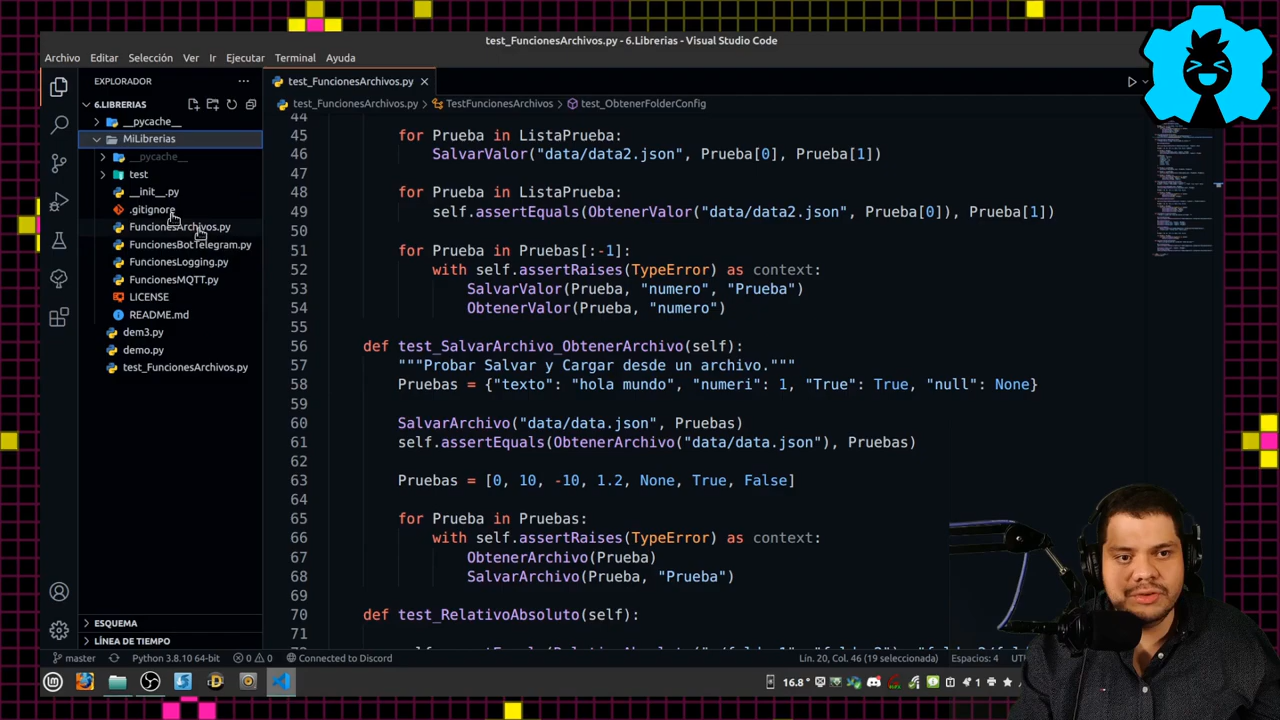 test_FuncionesArchivos.py - 6.Librerias - Visual Studio Code
Archivo Editar Selección Ver Ir Ejecutar Terminal Ayuda
EXPLORADOR
6.LIBRERIAS
__pycache__
MiLibrerias
__pycache__
test
__init__.py
.gitignore
FuncionesArchivos.py
FuncionesBotTelegram.py
FuncionesLogging.py
FuncionesMQTT.py
LICENSE
README.md
dem3.py
demo.py
test_FuncionesArchivos.py
ESQUEMA
LÍNEA DE TIEMPO
test_FuncionesArchivos.py
test_FuncionesArchivos.py > TestFuncionesArchivos > test_ObtenerFolderConfig
44
45 for Prueba in ListaPrueba:
46 SalvarValor("data/data2.json", Prueba[0], Prueba[1])
47
48 for Prueba in ListaPrueba:
49 self.assertEquals(ObtenerValor("data/data2.json", Prueba[0]), Prueba[1])
50
51 for Prueba in Pruebas[:-1]:
52 with self.assertRaises(TypeError) as context:
53 SalvarValor(Prueba, "numero", "Prueba")
54 ObtenerValor(Prueba, "numero")
55
56 def test_SalvarArchivo_ObtenerArchivo(self):
57 """Probar Salvar y Cargar desde un archivo."""
58 Pruebas = {"texto": "hola mundo", "numeri": 1, "True": True, "null": None}
59
60 SalvarArchivo("data/data.json", Pruebas)
61 self.assertEquals(ObtenerArchivo("data/data.json"), Pruebas)
62
63 Pruebas = [0, 10, -10, 1.2, None, True, False]
64
65 for Prueba in Pruebas:
66 with self.assertRaises(TypeError) as context:
67 ObtenerArchivo(Prueba)
68 SalvarArchivo(Prueba, "Prueba")
69
70 def test_RelativoAbsoluto(self):
71
master Python 3.8.10 64-bit 0 0 Connected to Discord Lín. 20, Col. 46 (19 seleccionada) Espacios: 4
16.8°